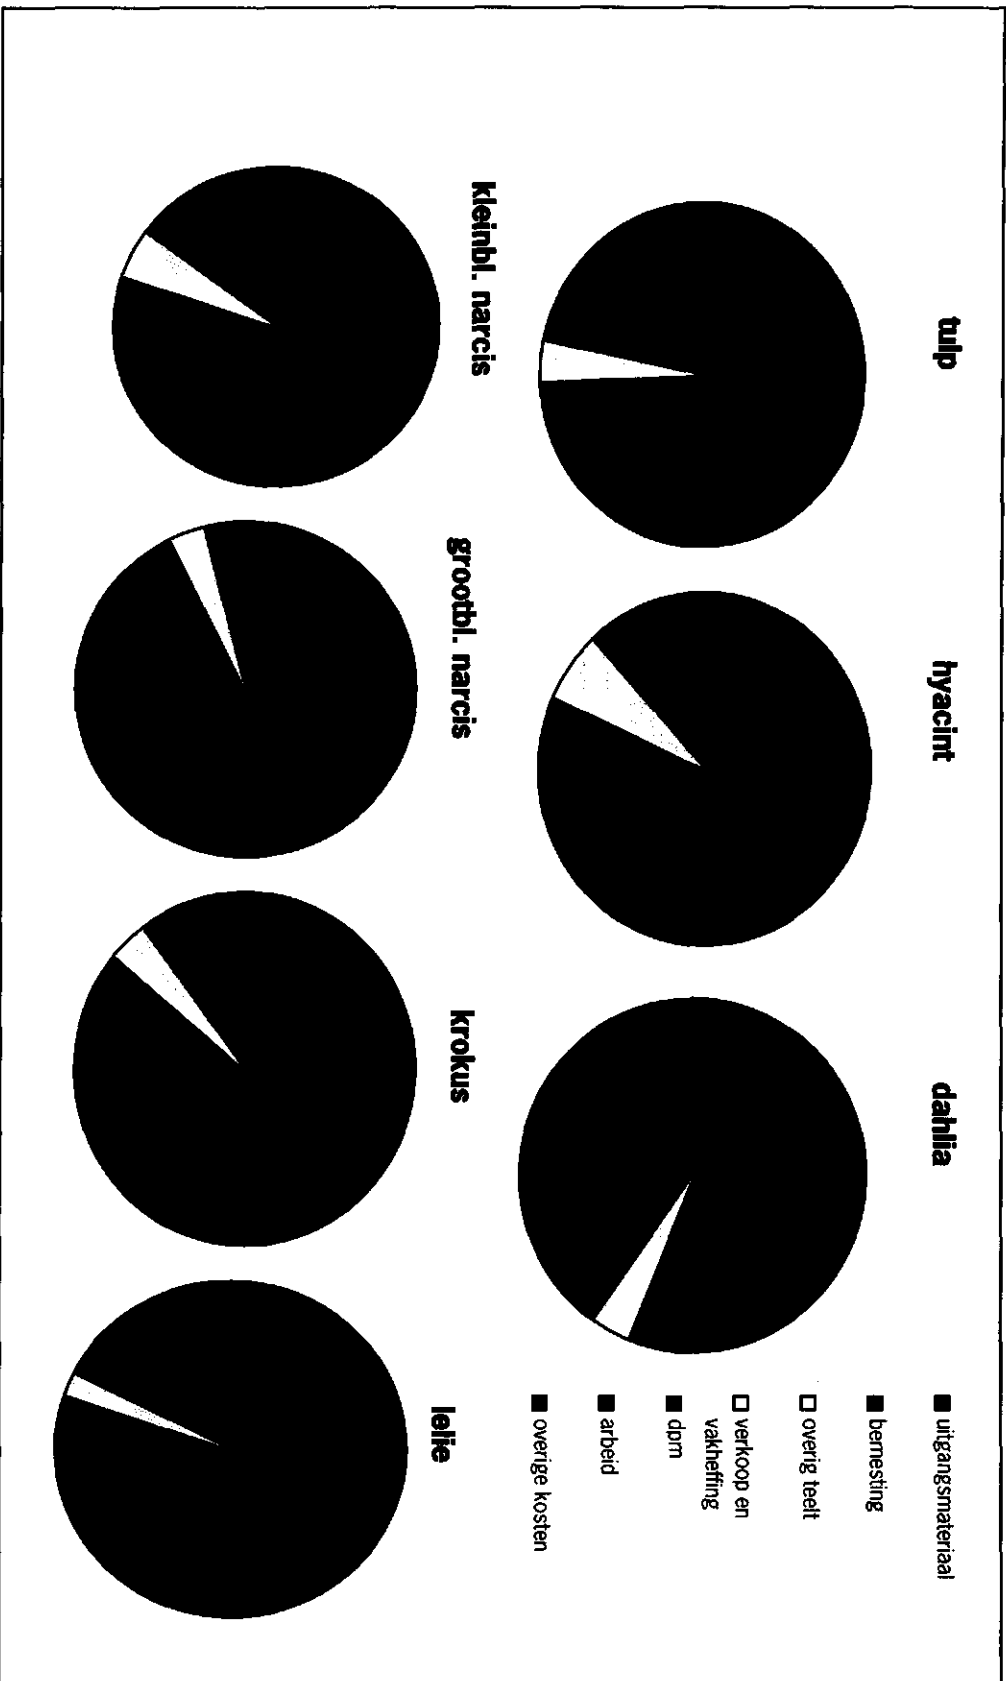 tulp
hyacint
dahlia
uitgangsmateriaal
bemesting
overig teelt
verkoop en
vakheffing
dpm
arbeid
overige kosten
kleinbl. narcis
grootbl. narcis
krokus
lelie